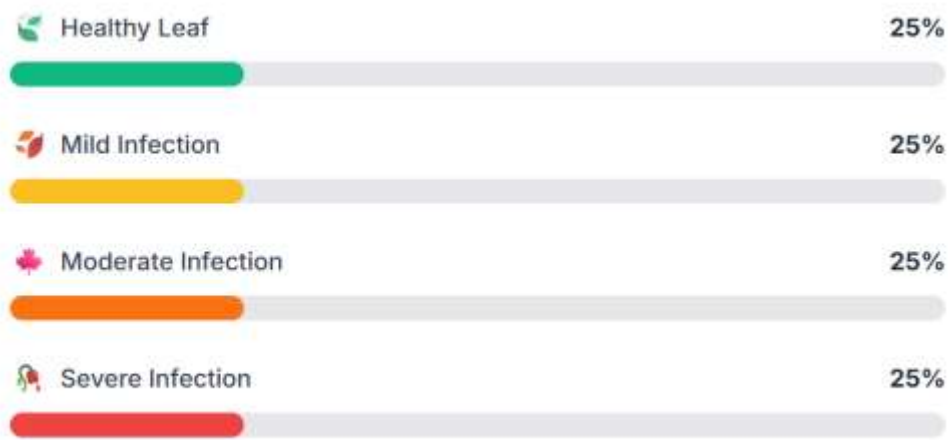 Healthy Leaf 25%
Mild Infection 25%
Moderate Infection 25%
Severe Infection 25%